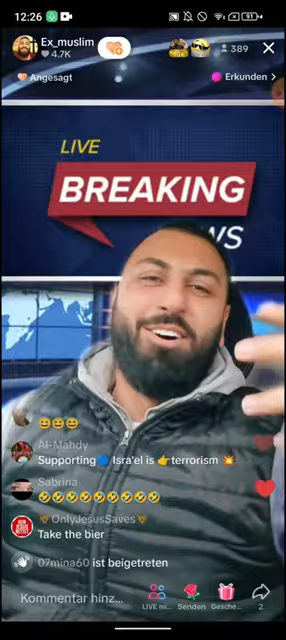 12:26
91
Ex_muslim
4.7K
389
Angesagt
Erkunden
LIVE
BREAKING
WS
Al-Mahdy
Supporting🔵 Isra'el is 👉terrorism 💥
Sabrina
OnlyJesusSaves
Take the bier
07mina60 ist beigetreten
Kommentar hinz...
LIVE mi...
Senden
Gesche...
2